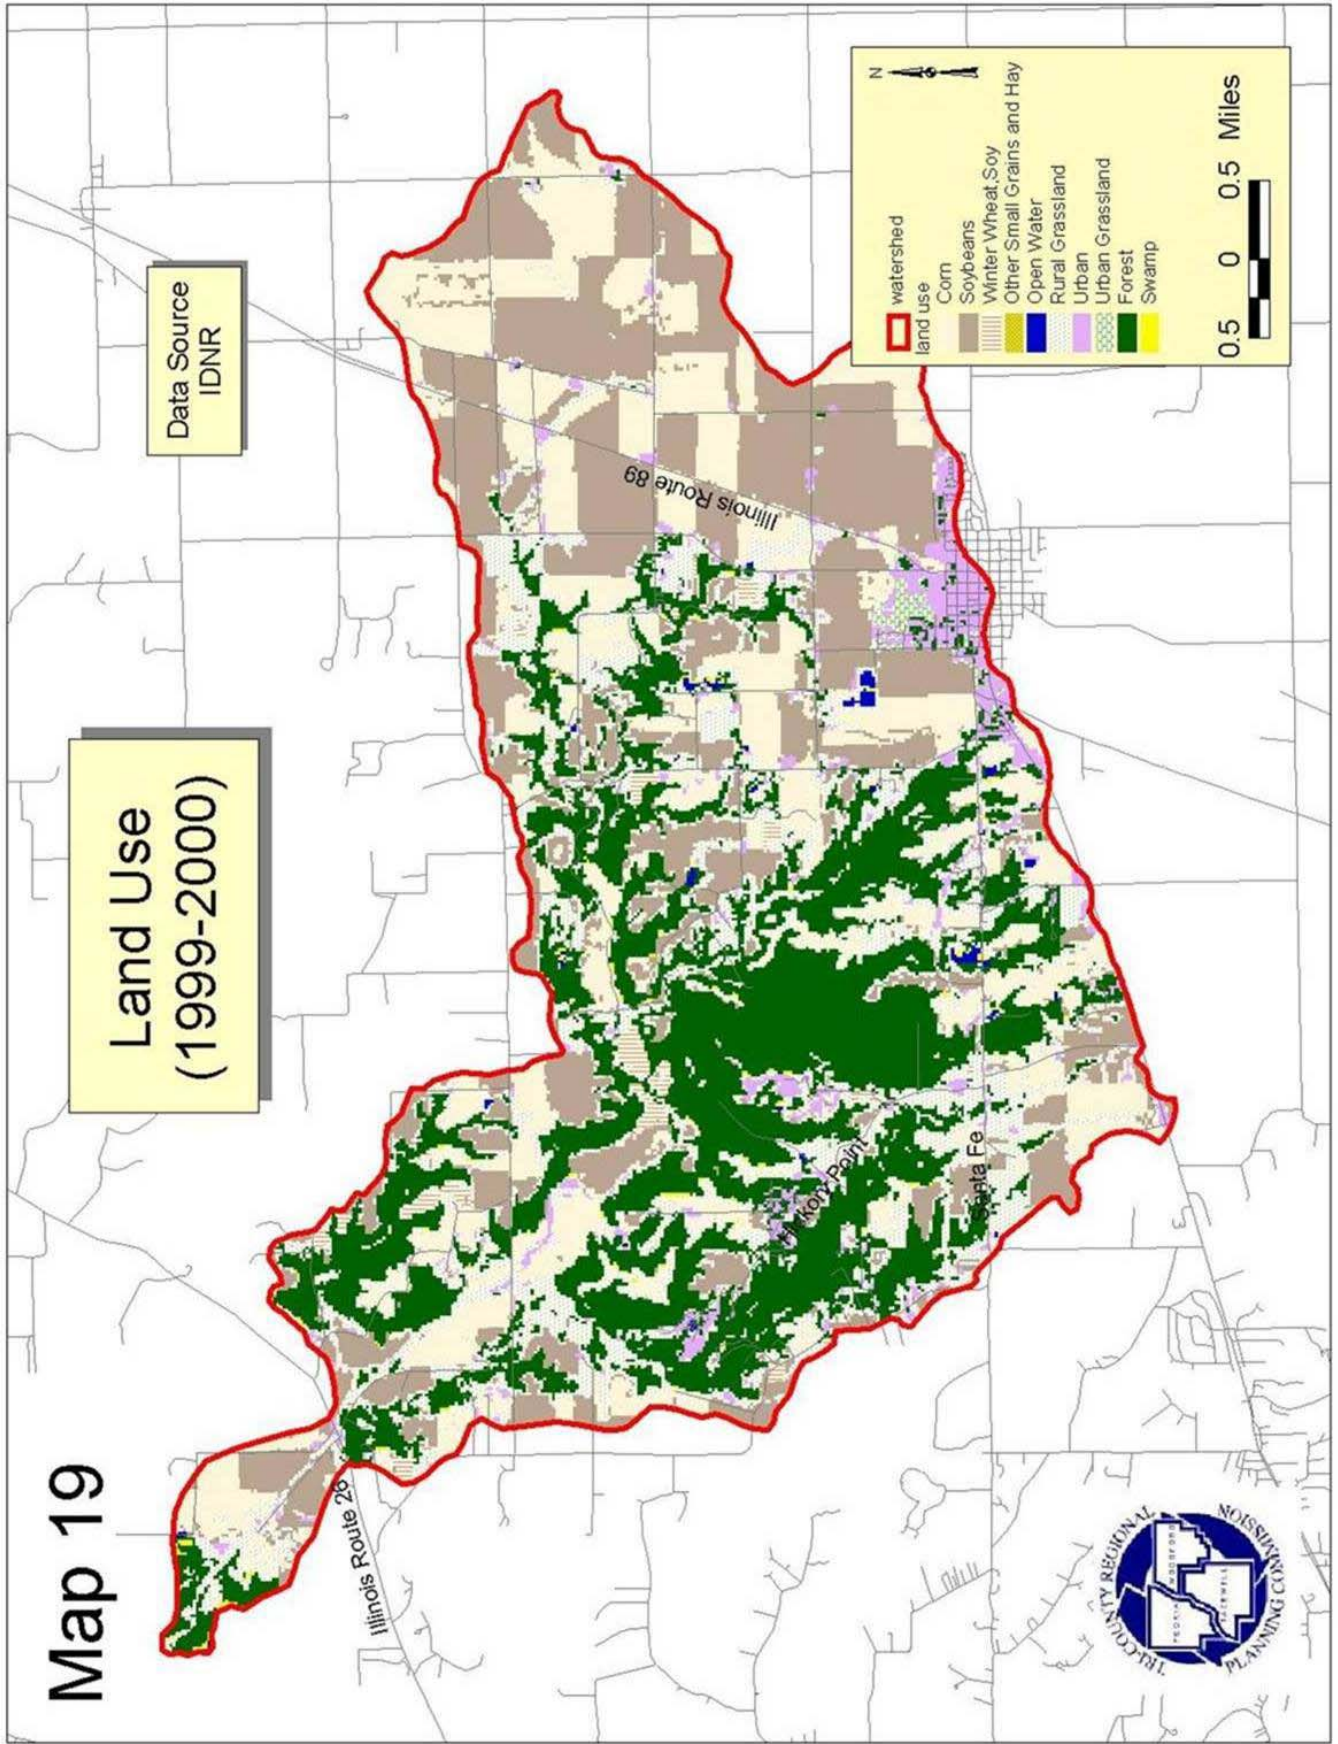 Map 19
Land Use
(1999-2000)
Data Source
IDNR
Illinois Route 26
Illinois Route 89
Hickory Point
Santa Fe
N
watershed
land use
Corn
Soybeans
Winter Wheat,Soy
Other Small Grains and Hay
Open Water
Rural Grassland
Urban
Urban Grassland
Forest
Swamp
0.5 0 0.5 Miles
TRI-COUNTY REGIONAL
PEORIA
WOODFORD
TAZEWELL
PLANNING COMMISSION